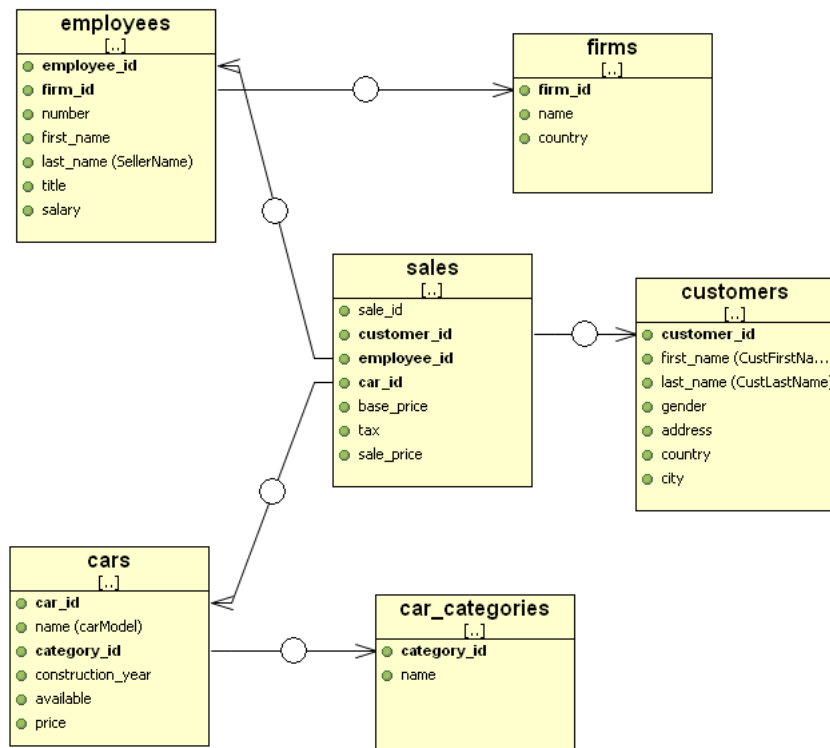 employees
[..]
employee_id
firm_id
number
first_name
last_name (SellerName)
title
salary
firms
[..]
firm_id
name
country
sales
[..]
sale_id
customer_id
employee_id
car_id
base_price
tax
sale_price
customers
[..]
customer_id
first_name (CustFirstNa...
last_name (CustLastName)
gender
address
country
city
cars
[..]
car_id
name (carModel)
category_id
construction_year
available
price
car_categories
[..]
category_id
name